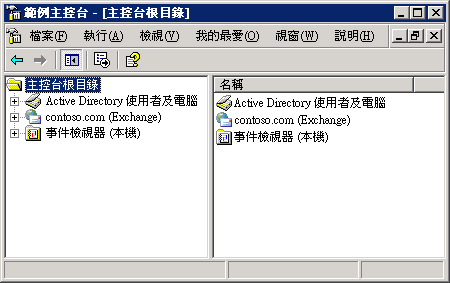 範例主控台 - [主控台根目錄]
檔案(F) 執行(A) 檢視(V) 我的最愛(O) 視窗(W) 說明(H)
主控台根目錄
Active Directory 使用者及電腦
contoso.com (Exchange)
事件檢視器 (本機)
名稱
Active Directory 使用者及電腦
contoso.com (Exchange)
事件檢視器 (本機)